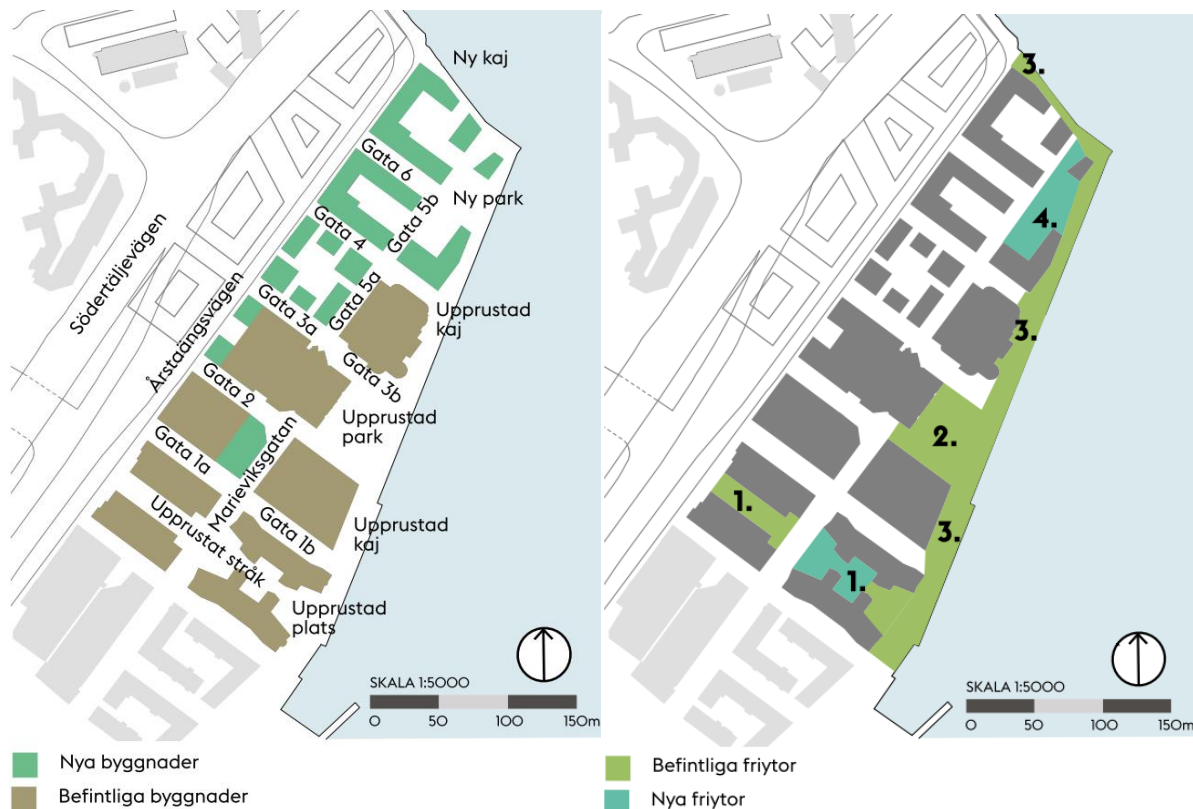 Ny kaj
Gata 6
Ny park
Gata 5b
Gata 4
Södertäljevägen
Årstaängsvägen
Gata 3a
Gata 5a
Upprustad
kaj
Gata 3b
Gata 2
Upprustad
park
Marieviksgatan
Gata 1a
Upprustad
kaj
Gata 1b
Upprustat stråk
Upprustad
plats
SKALA 1:5000
0 50 100 150m
Nya byggnader
Befintliga byggnader
3.
4.
3.
2.
1.
3.
1.
SKALA 1:5000
0 50 100 150m
Befintliga friytor
Nya friytor